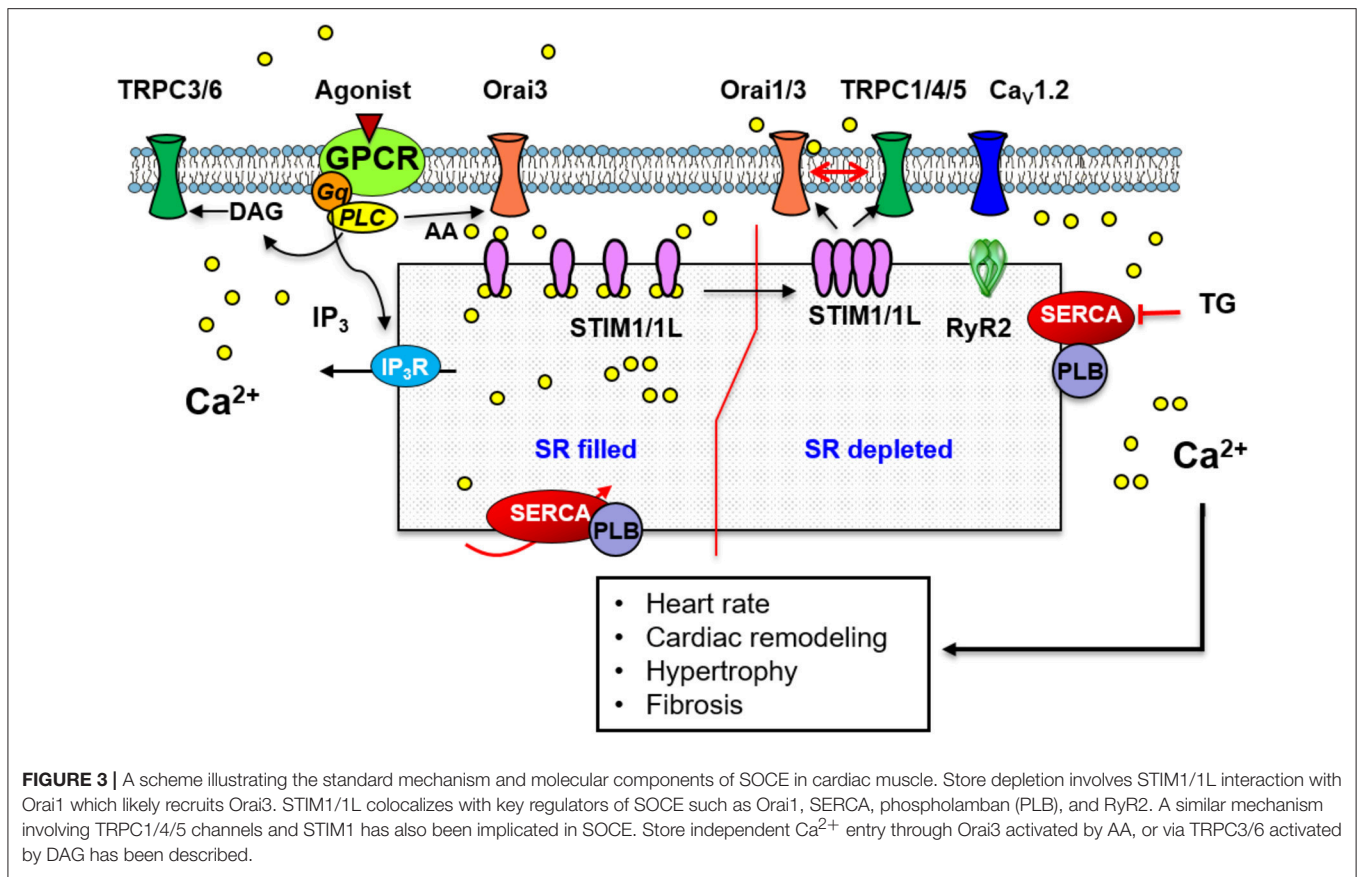 TRPC3/6
Agonist
Orai3
Orai1/3
TRPC1/4/5
CaV1.2
GPCR
Gq
PLC
DAG
AA
IP3
STIM1/1L
STIM1/1L
RyR2
SERCA
TG
PLB
IP3R
Ca2+
SR filled
SR depleted
Ca2+
SERCA
PLB
• Heart rate
• Cardiac remodeling
• Hypertrophy
• Fibrosis
FIGURE 3 | A scheme illustrating the standard mechanism and molecular components of SOCE in cardiac muscle. Store depletion involves STIM1/1L interaction with
Orai1 which likely recruits Orai3. STIM1/1L colocalizes with key regulators of SOCE such as Orai1, SERCA, phospholamban (PLB), and RyR2. A similar mechanism
involving TRPC1/4/5 channels and STIM1 has also been implicated in SOCE. Store independent Ca2+ entry through Orai3 activated by AA, or via TRPC3/6 activated
by DAG has been described.